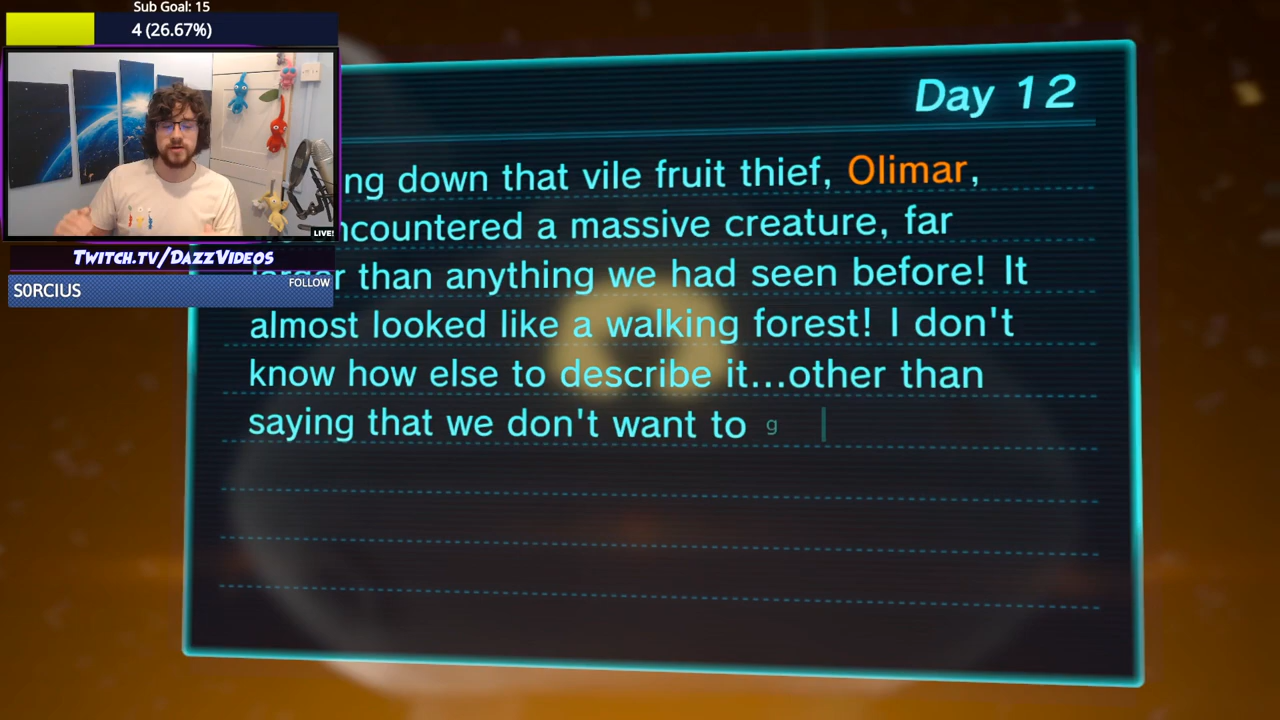 Sub Goal: 15
4 (26.67%)
LIVE!
TWITCH.TV/DAZZVIDEOS
S0RCIUS
FOLLOW
Day 12
ng down that vile fruit thief, Olimar,
ncountered a massive creature, far
larger than anything we had seen before! It
almost looked like a walking forest! I don't
know how else to describe it...other than
saying that we don't want to g